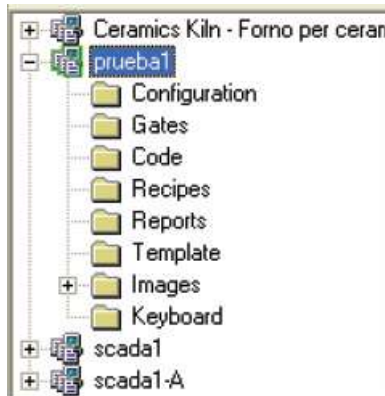 Ceramics Kiln - Forno per ceram
prueba1
Configuration
Gates
Code
Recipes
Reports
Template
Images
Keyboard
scada1
scada1-A